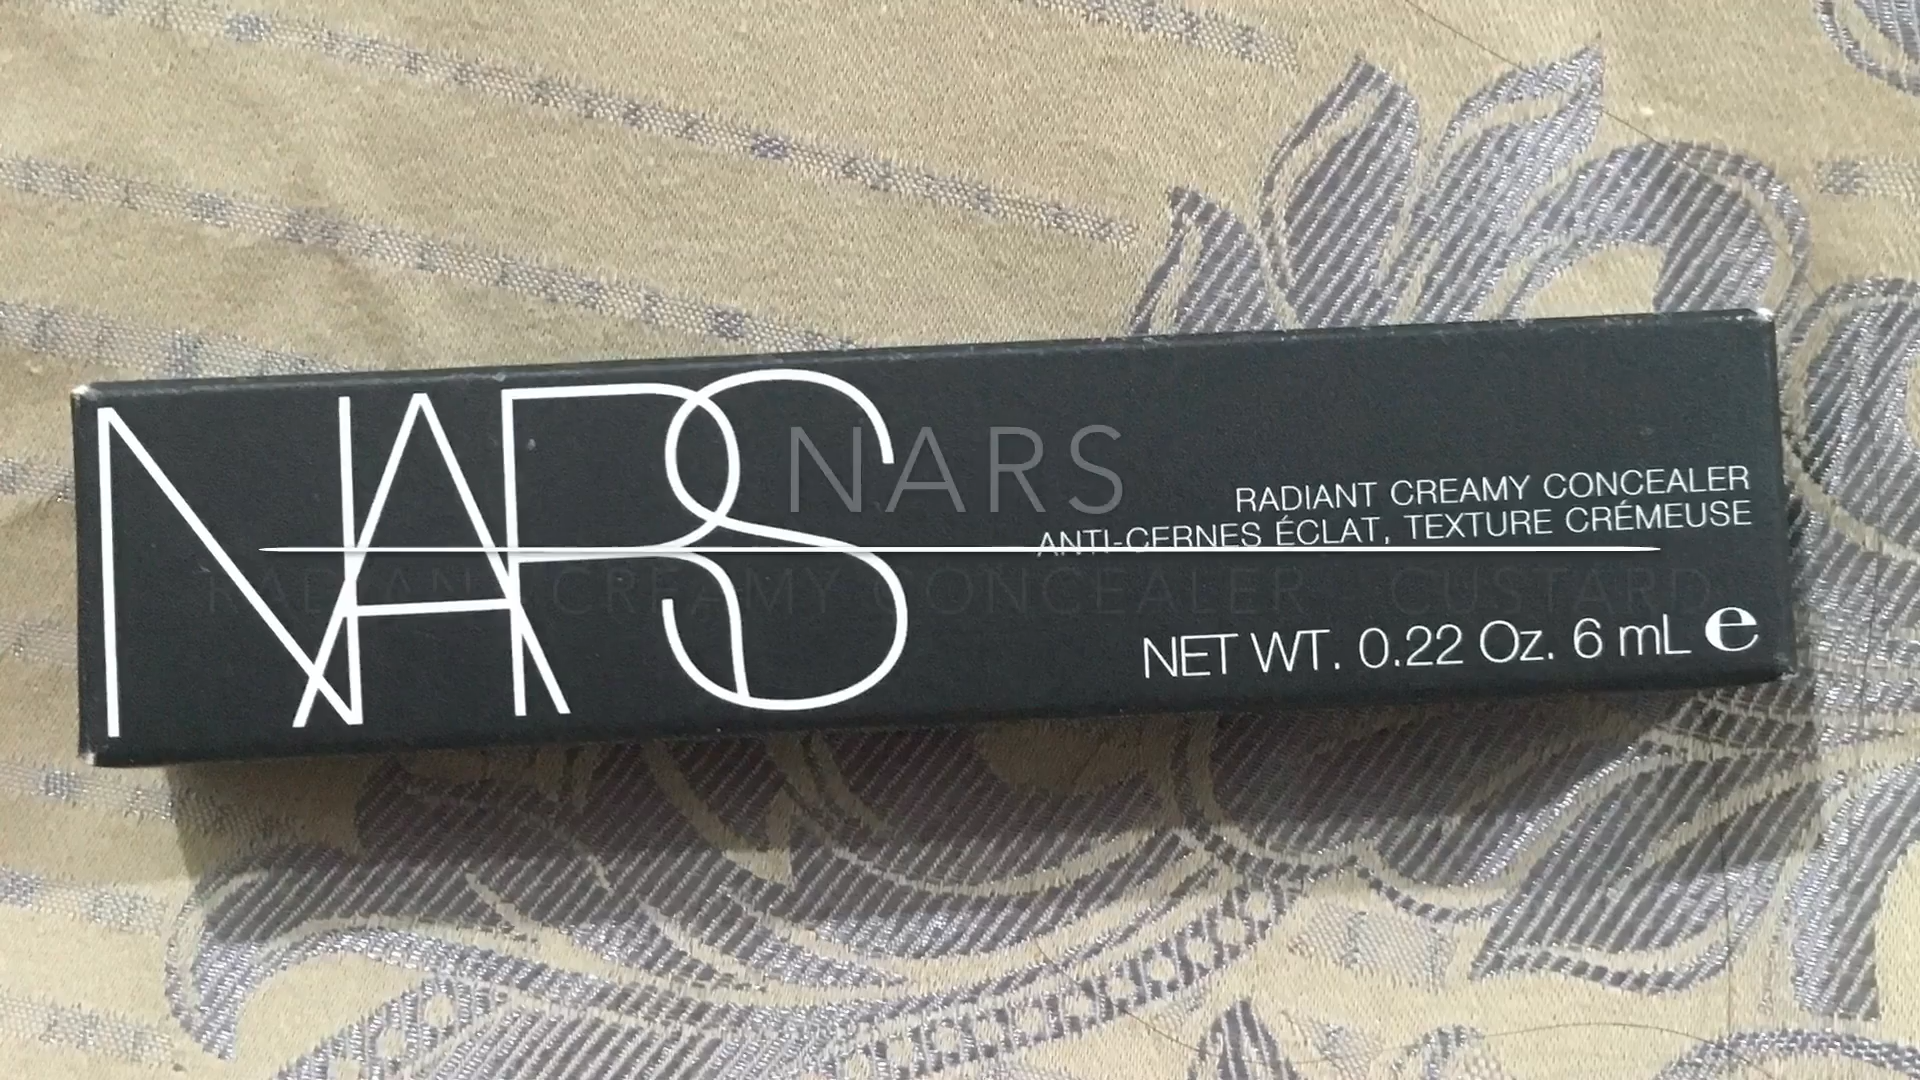 NARS
NARS
RADIANT CREAMY CONCEALER
ANTI-CERNES ÉCLAT, TEXTURE CRÉMEUSE
RADIANT CREAMY CONCEALER - CUSTARD
NET WT. 0.22 Oz. 6 mL e